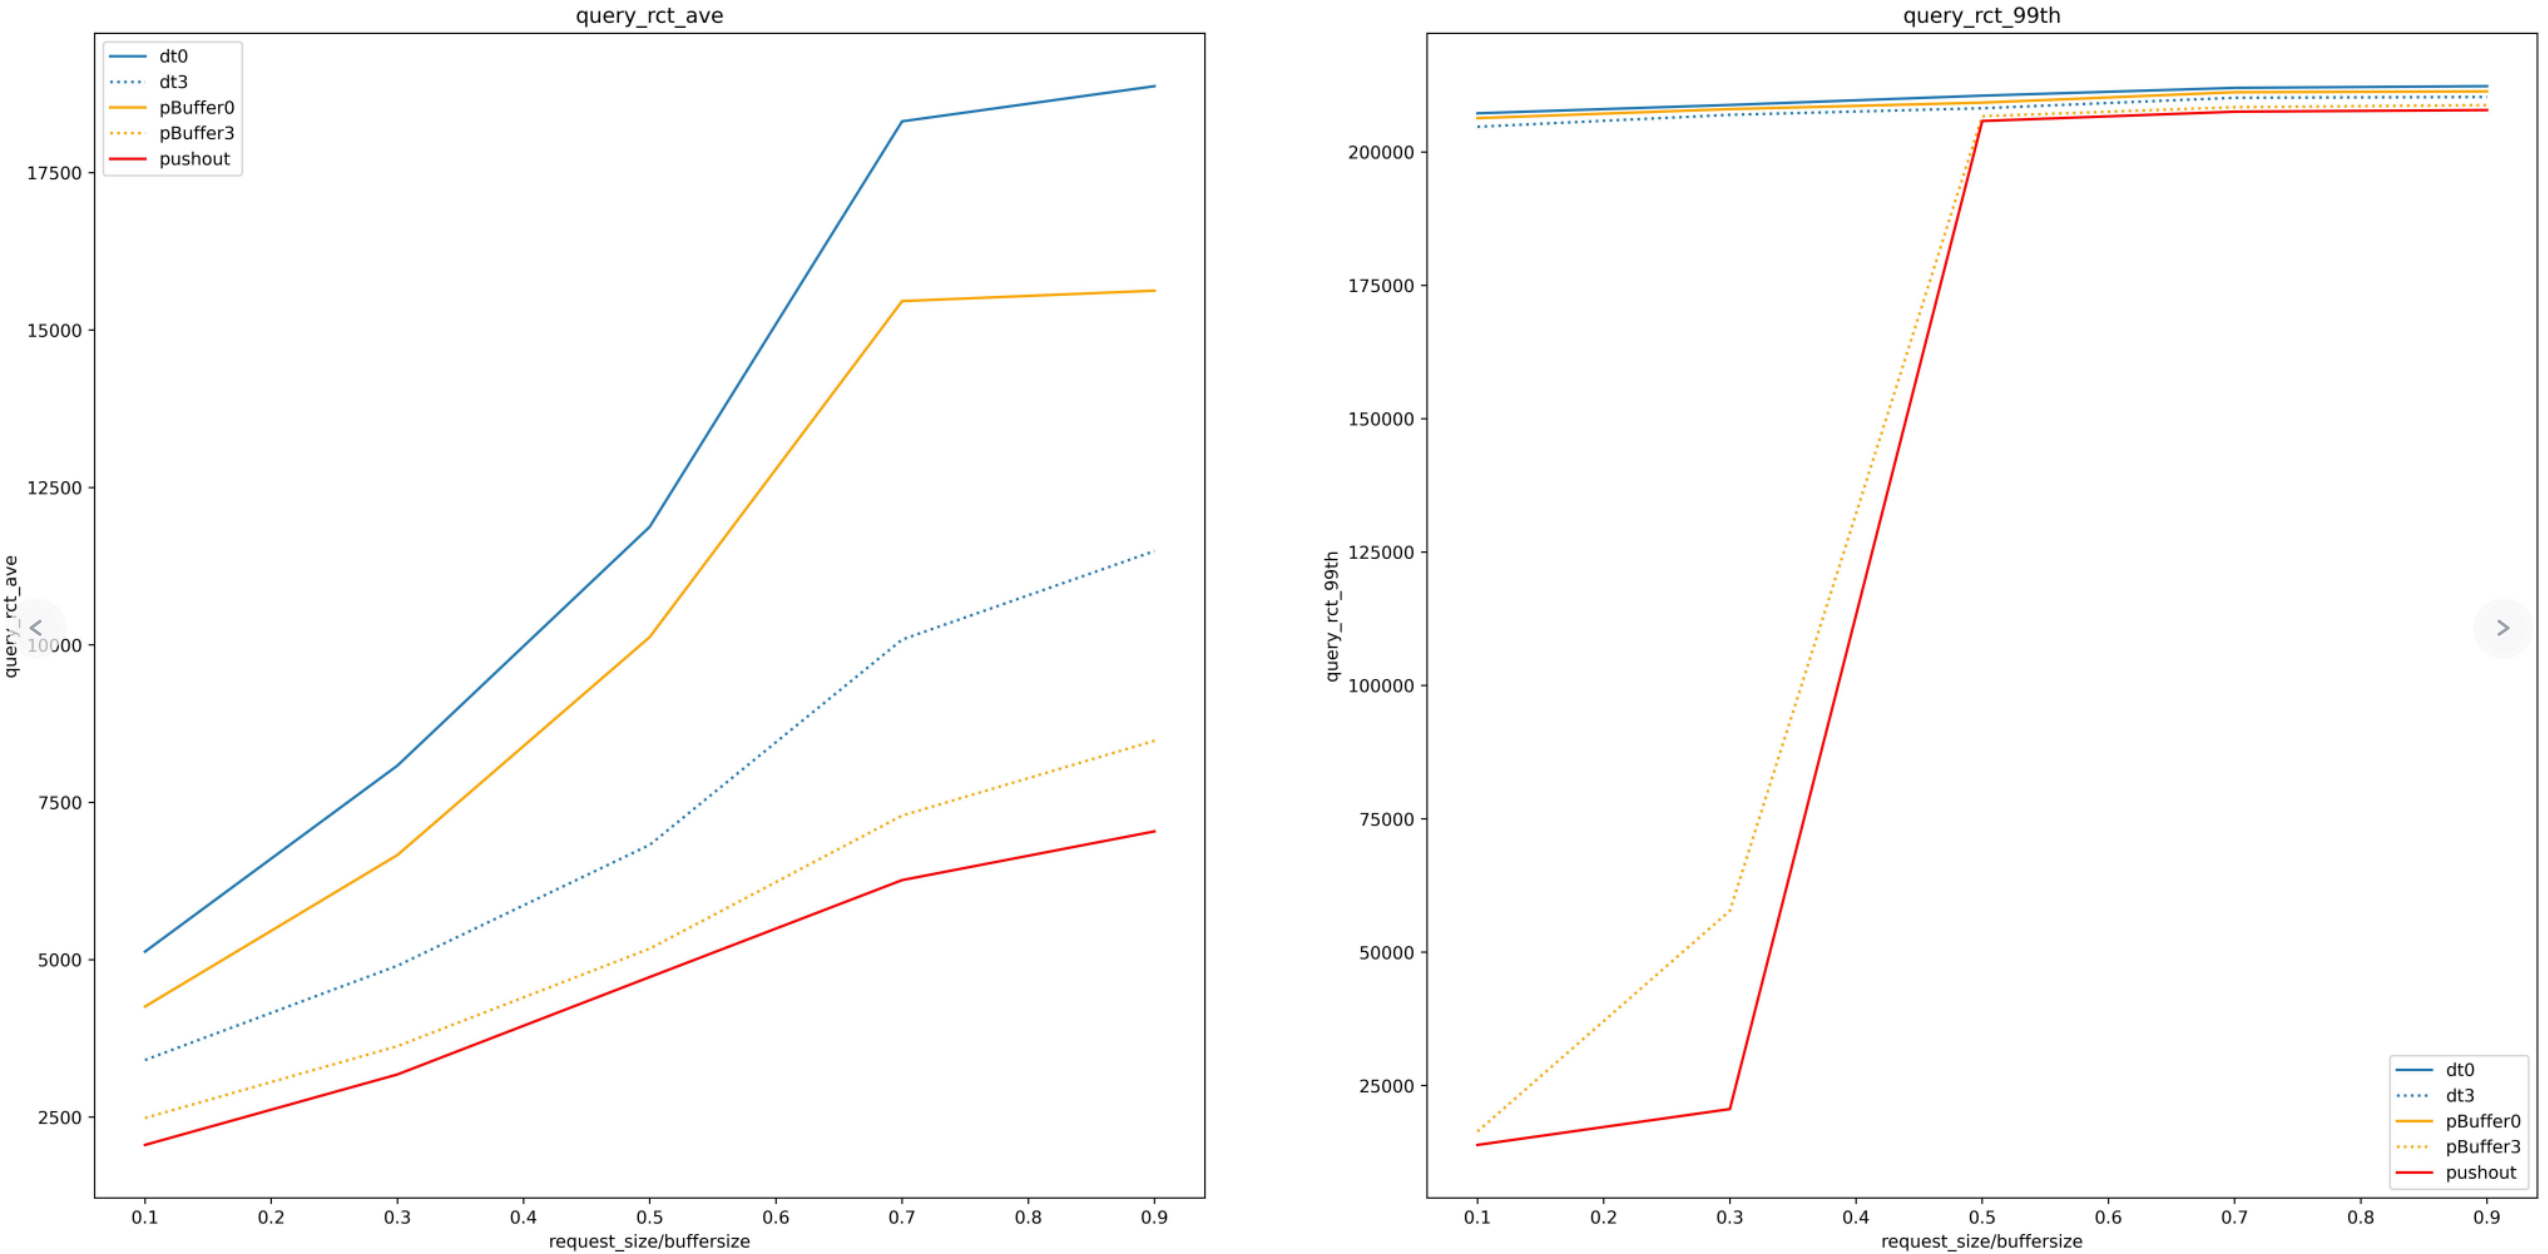 query_rct_ave
dt0
dt3
pBuffer0
pBuffer3
pushout
17500
15000
12500
10000
7500
5000
2500
query_rct_ave
0.1 0.2 0.3 0.4 0.5 0.6 0.7 0.8 0.9
request_size/buffersize
query_rct_99th
200000
175000
150000
125000
100000
75000
50000
25000
query_rct_99th
dt0
dt3
pBuffer0
pBuffer3
pushout
0.1 0.2 0.3 0.4 0.5 0.6 0.7 0.8 0.9
request_size/buffersize